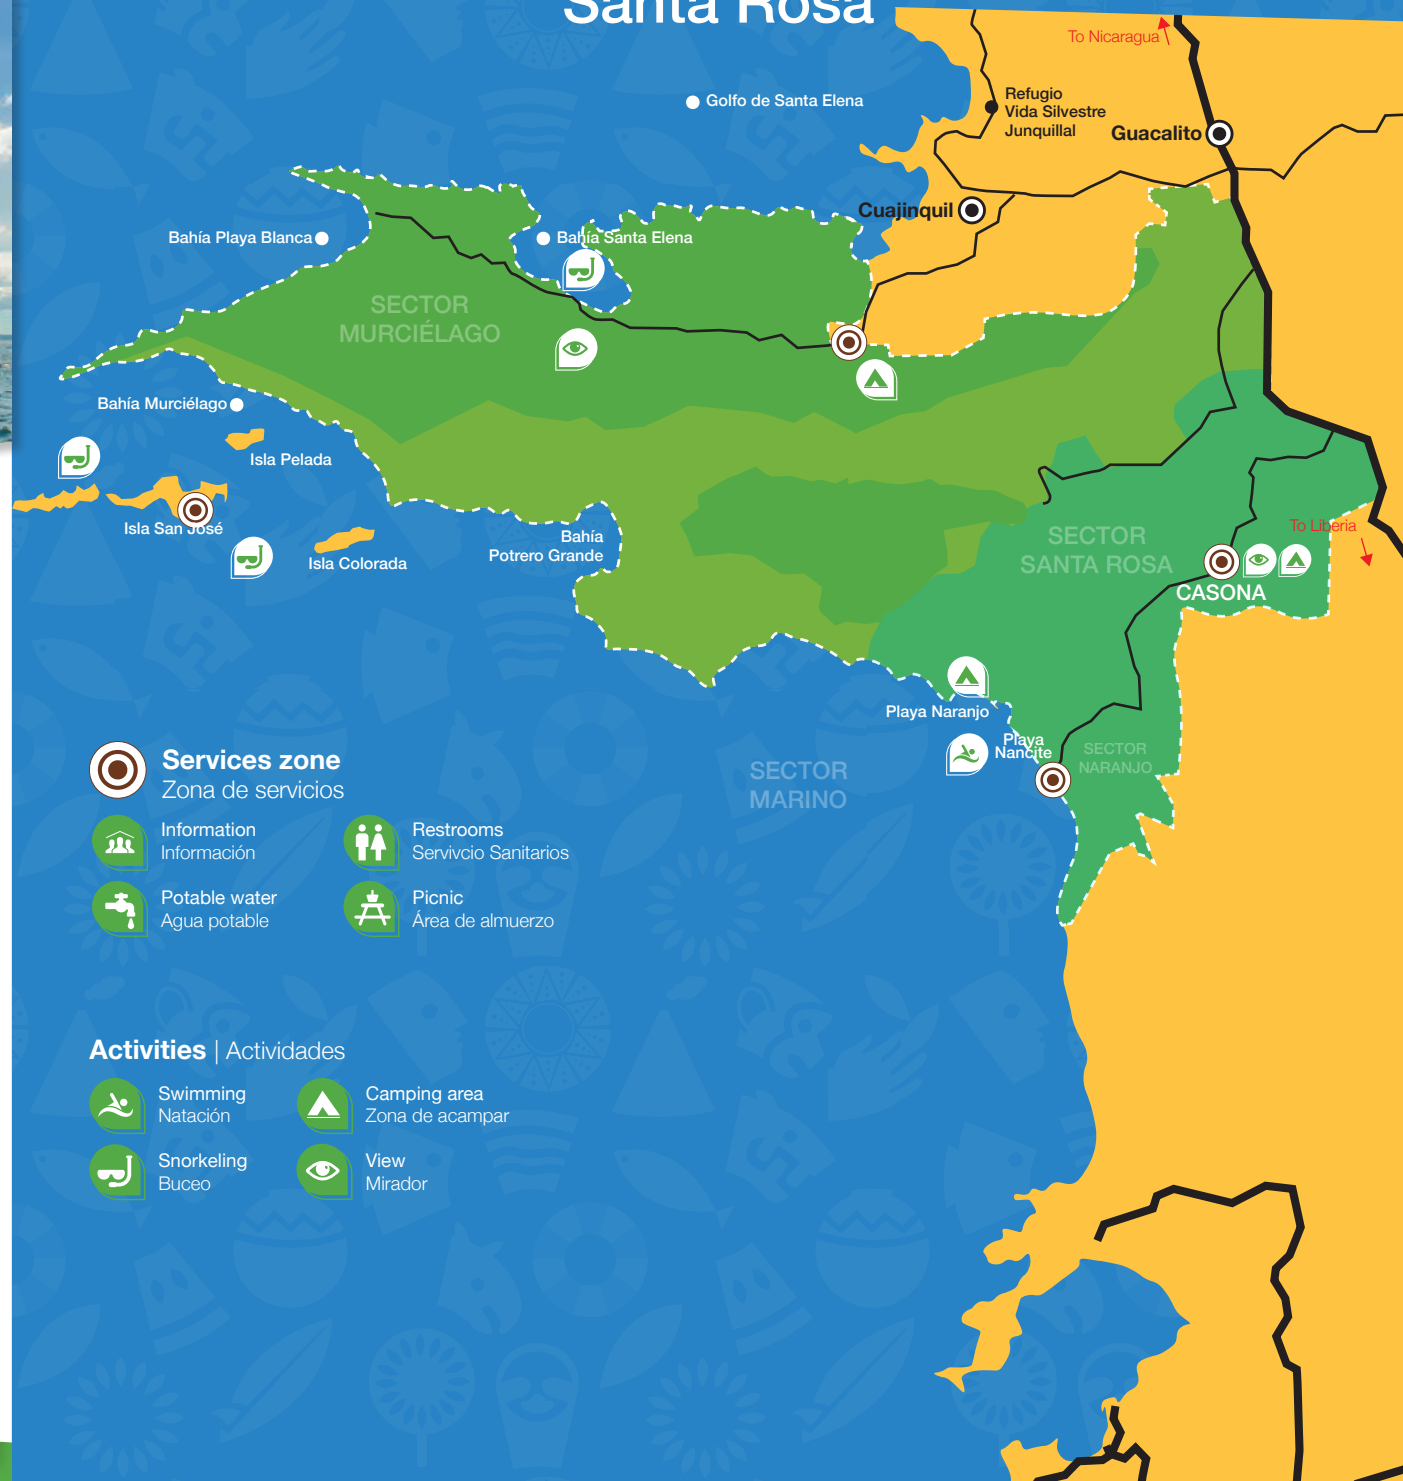 Santa Rosa
To Nicaragua
Golfo de Santa Elena
Refugio
Vida Silvestre
Junquillal
Guacalito
Cuajinquil
Bahía Playa Blanca
Bahía Santa Elena
SECTOR
MURCIÉLAGO
Bahía Murciélago
Isla Pelada
Isla San José
Isla Colorada
Bahía
Potrero Grande
SECTOR
SANTA ROSA
To Liberia
CASONA
Playa Naranjo
Playa
Nancite
SECTOR
NARANJO
SECTOR
MARINO
Services zone
Zona de servicios
Information
Información
Restrooms
Servivcio Sanitarios
Potable water
Agua potable
Picnic
Área de almuerzo
Activities | Actividades
Swimming
Natación
Camping area
Zona de acampar
Snorkeling
Buceo
View
Mirador